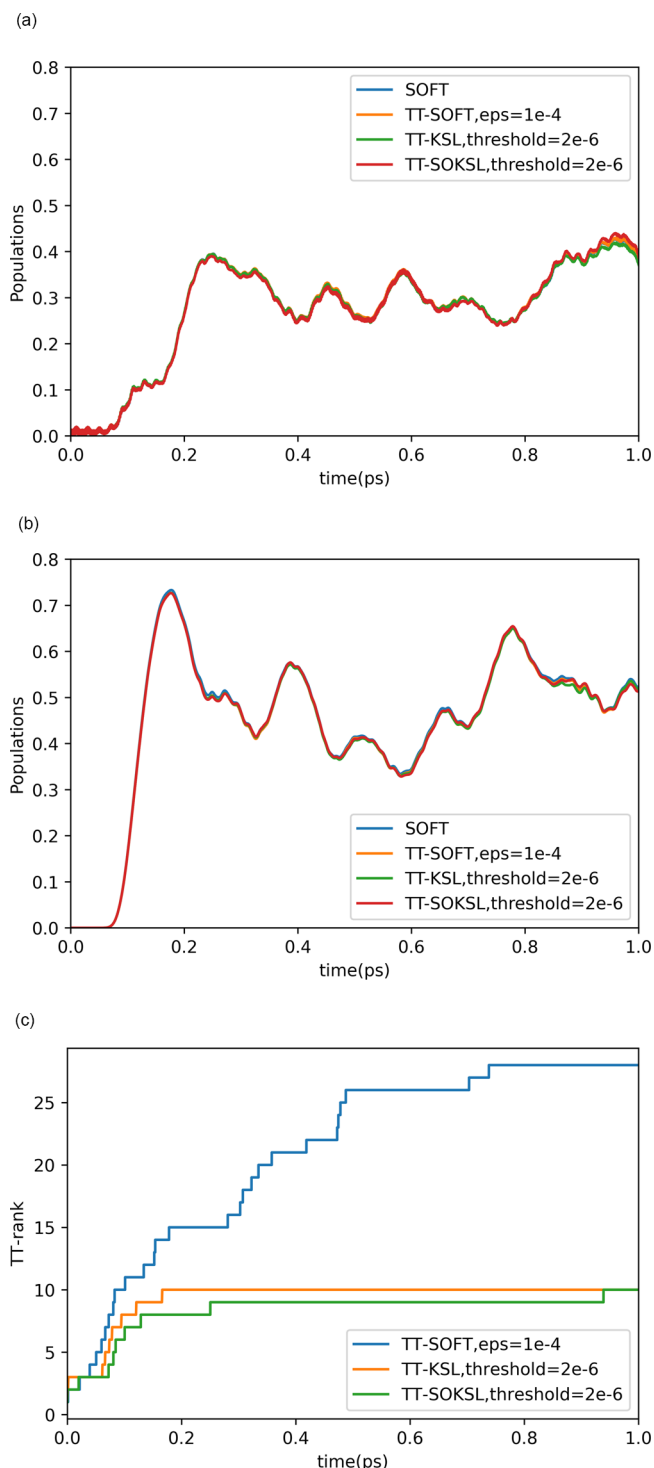 (a)
0.8
0.7
0.6
0.5
0.4
0.3
0.2
0.1
0.0
Populations
SOFT
TT-SOFT,eps=1e-4
TT-KSL,threshold=2e-6
TT-SOKSL,threshold=2e-6
0.0 0.2 0.4 0.6 0.8 1.0
time(ps)
(b)
0.8
0.7
0.6
0.5
0.4
0.3
0.2
0.1
0.0
Populations
SOFT
TT-SOFT,eps=1e-4
TT-KSL,threshold=2e-6
TT-SOKSL,threshold=2e-6
0.0 0.2 0.4 0.6 0.8 1.0
time(ps)
(c)
25
20
15
10
5
0
TT-rank
TT-SOFT,eps=1e-4
TT-KSL,threshold=2e-6
TT-SOKSL,threshold=2e-6
0.0 0.2 0.4 0.6 0.8 1.0
time(ps)